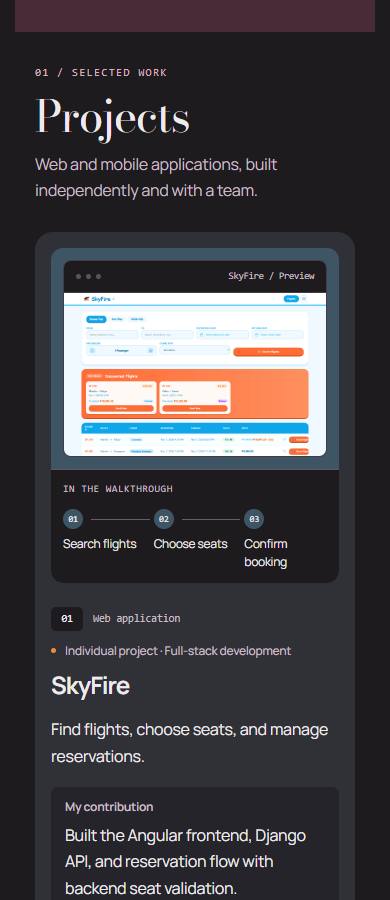 01 / SELECTED WORK
Projects
Web and mobile applications, built
independently and with a team.
SkyFire / Preview
SkyFire
IN THE WALKTHROUGH
01 02 03
Search flights Choose seats Confirm
booking
01 Web application
Individual project · Full-stack development
SkyFire
Find flights, choose seats, and manage
reservations.
My contribution
Built the Angular frontend, Django
API, and reservation flow with
backend seat validation.